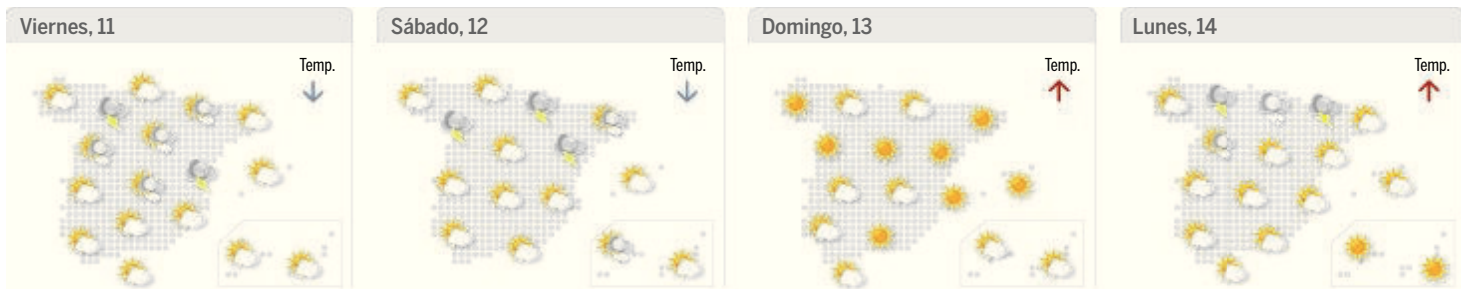 Viernes, 11
Temp.
Sábado, 12
Temp.
Domingo, 13
Temp.
Lunes, 14
Temp.